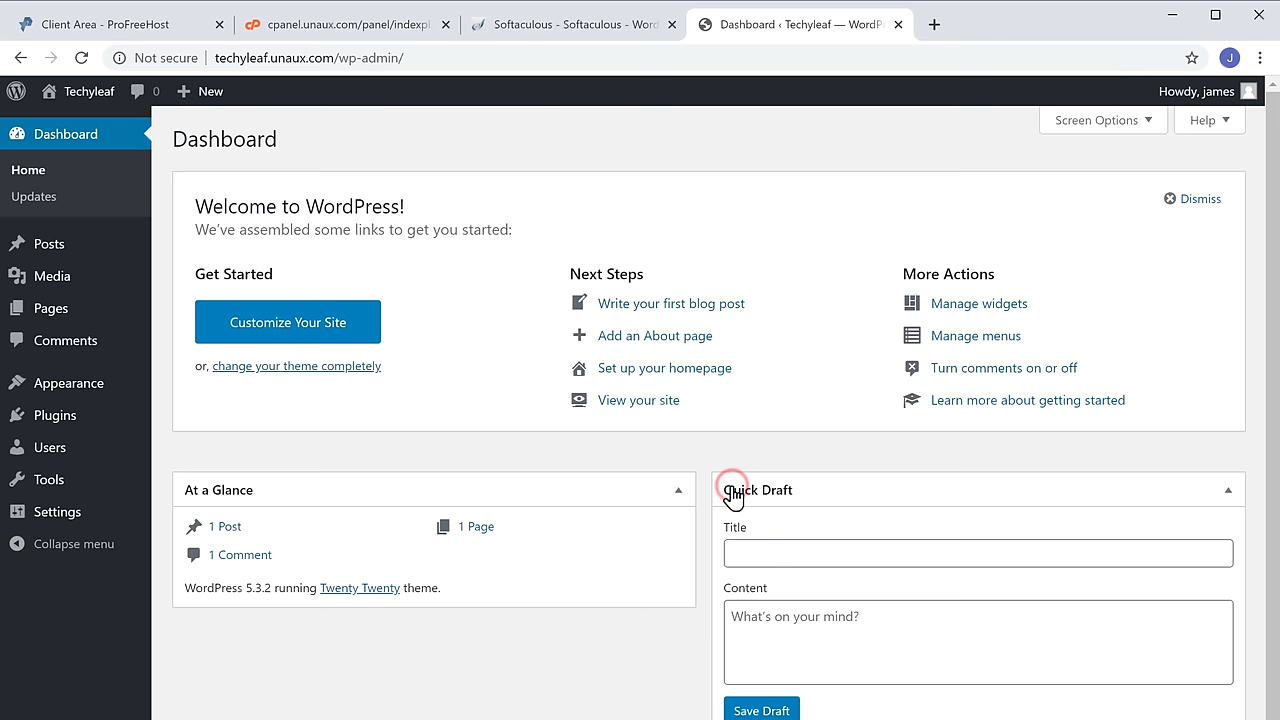 Client Area - ProFreeHost
cpanel.unaux.com/panel/indexpl
Softaculous - Softaculous - Word
Dashboard ‹ Techyleaf — WordPr
Not secure techyleaf.unaux.com/wp-admin/
J
Techyleaf 0 New Howdy, james
Screen Options Help
Dashboard
Home
Updates
Posts
Media
Pages
Comments
Appearance
Plugins
Users
Tools
Settings
Collapse menu
Dashboard
Welcome to WordPress!
Dismiss
We've assembled some links to get you started:
Get Started
Customize Your Site
or, change your theme completely
Next Steps
Write your first blog post
Add an About page
Set up your homepage
View your site
More Actions
Manage widgets
Manage menus
Turn comments on or off
Learn more about getting started
At a Glance
1 Post 1 Page
1 Comment
WordPress 5.3.2 running Twenty Twenty theme.
Quick Draft
Title
Content
What's on your mind?
Save Draft